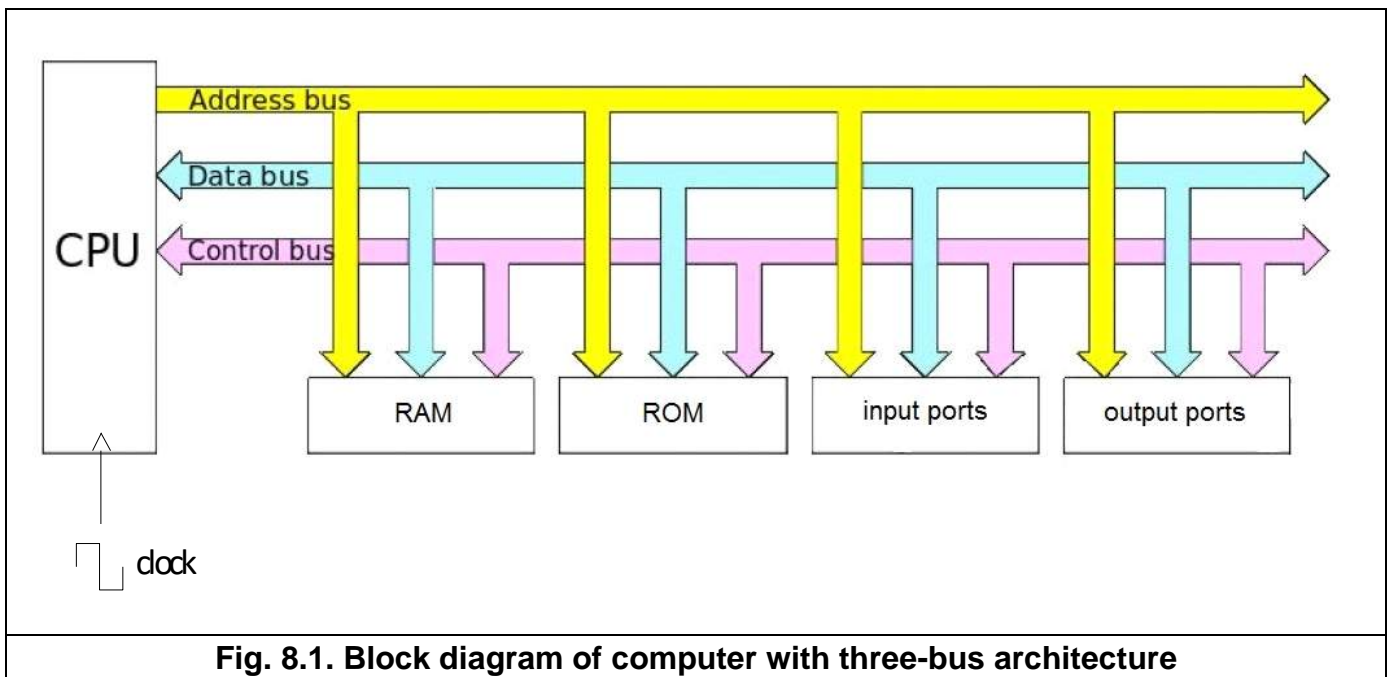 Address bus
Data bus
CPU
Control bus
RAM
ROM
input ports
output ports
clock
Fig. 8.1. Block diagram of computer with three-bus architecture